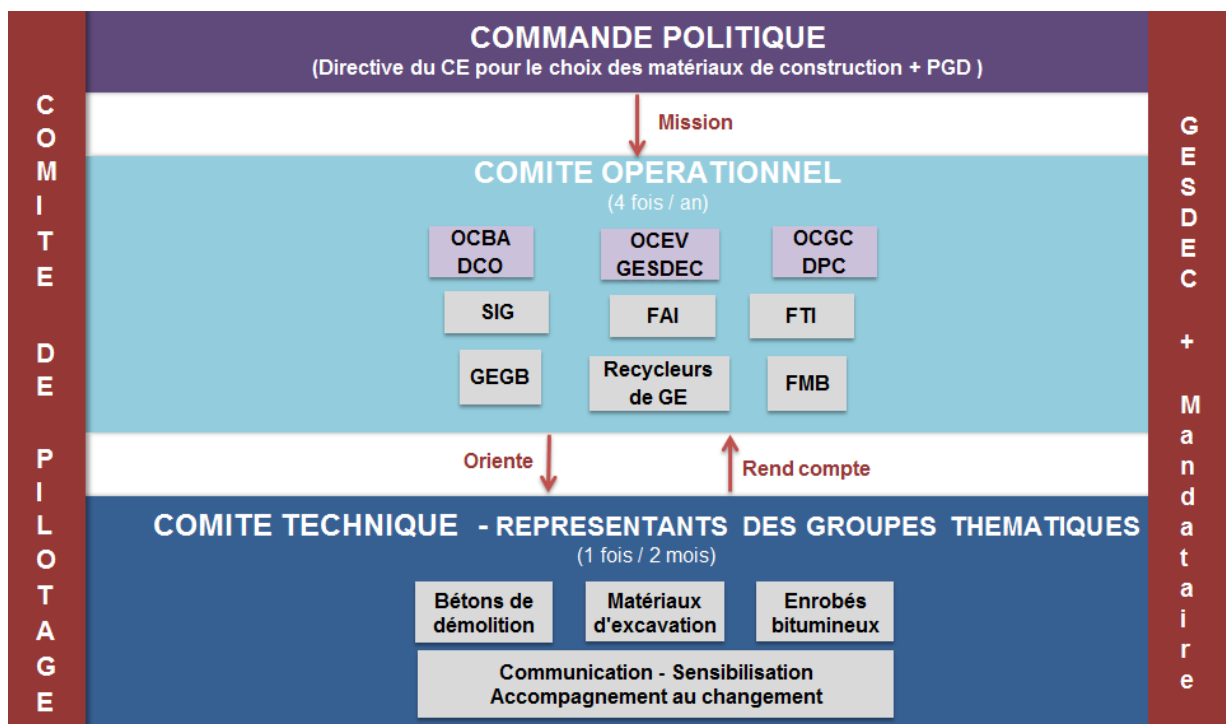 COMITE DE PILOTAGE
COMMANDE POLITIQUE
(Directive du CE pour le choix des matériaux de construction + PGD )
Mission
COMITE OPERATIONNEL
(4 fois / an)
OCBA
DCO
OCEV
GESDEC
OCGC
DPC
SIG
FAI
FTI
GEGB
Recycleurs
de GE
FMB
Oriente
Rend compte
COMITE TECHNIQUE - REPRESENTANTS DES GROUPES THEMATIQUES
(1 fois / 2 mois)
Bétons de
démolition
Matériaux
d'excavation
Enrobés
bitumineux
Communication - Sensibilisation
Accompagnement au changement
GESDEC + Mandataire